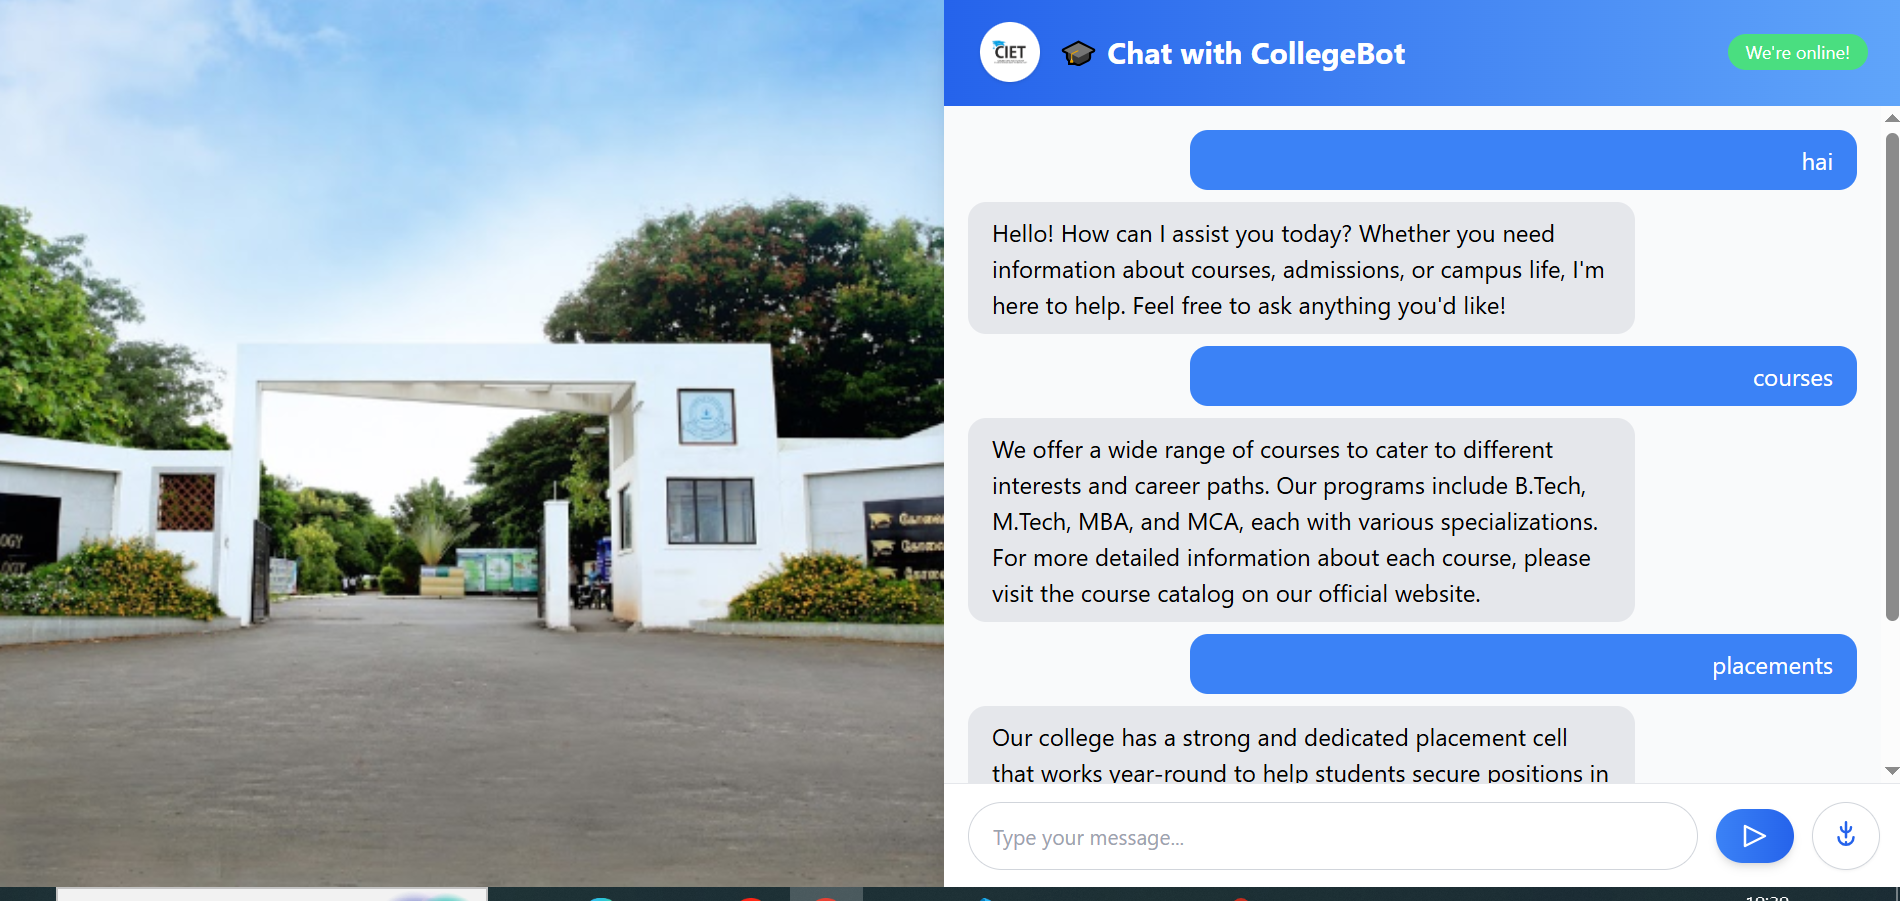 OGY
LOGY
CIET
🎓 Chat with CollegeBot
We're online!
hai
Hello! How can I assist you today? Whether you need
information about courses, admissions, or campus life, I'm
here to help. Feel free to ask anything you'd like!
courses
We offer a wide range of courses to cater to different
interests and career paths. Our programs include B.Tech,
M.Tech, MBA, and MCA, each with various specializations.
For more detailed information about each course, please
visit the course catalog on our official website.
placements
Our college has a strong and dedicated placement cell
that works year-round to help students secure positions in
Type your message...